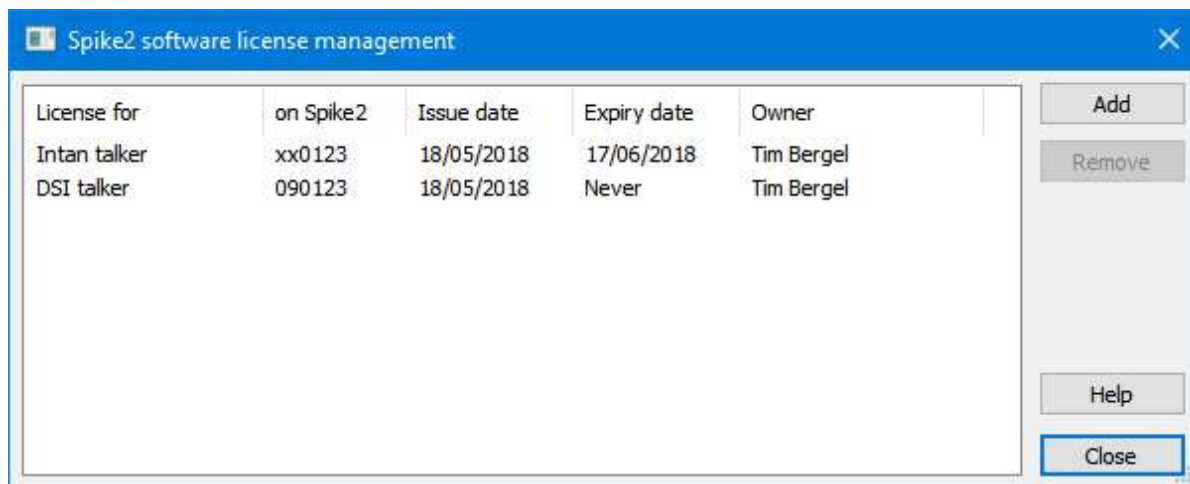 Spike2 software license management
License for on Spike2 Issue date Expiry date Owner
Intan talker xx0123 18/05/2018 17/06/2018 Tim Bergel
DSI talker 090123 18/05/2018 Never Tim Bergel
Add
Remove
Help
Close